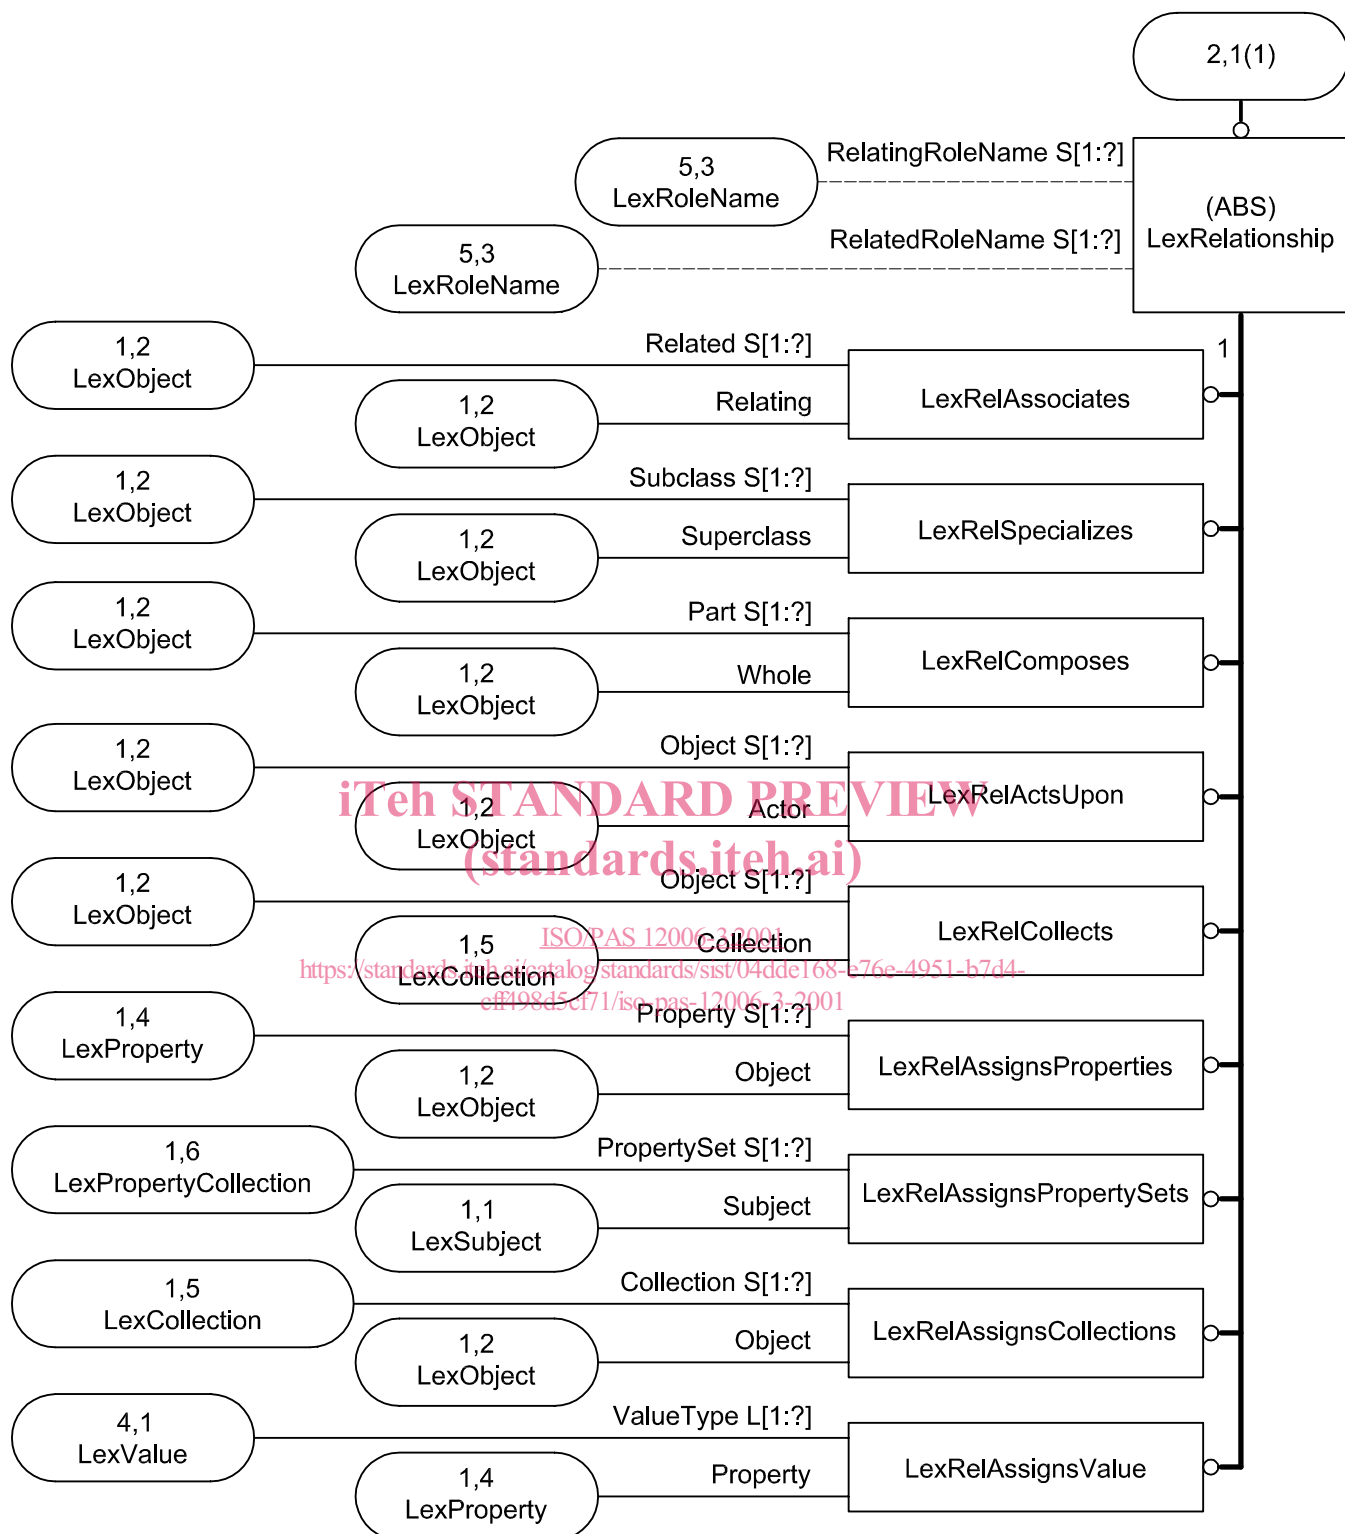 2,1(1)
RelatingRoleName S[1:?]
5,3
LexRoleName
(ABS)
LexRelationship
RelatedRoleName S[1:?]
5,3
LexRoleName
1,2
LexObject
Related S[1:?]
1
LexRelAssociates
1,2
LexObject
Relating
1,2
LexObject
Subclass S[1:?]
LexRelSpecializes
1,2
LexObject
Superclass
1,2
LexObject
Part S[1:?]
LexRelComposes
1,2
LexObject
Whole
1,2
LexObject
Object S[1:?]
LexRelActsUpon
1,2
LexObject
Actor
iTeh STANDARD PREVIEW
(standards.iteh.ai)
1,2
LexObject
Object S[1:?]
LexRelCollects
1,5
LexCollection
Collection
ISO/PAS 12006-3:2001
https://standards.iteh.ai/catalog/standards/sist/04dde168-e76e-4951-b7d4-
cff498d5cf71/iso-pas-12006-3-2001
1,4
LexProperty
Property S[1:?]
LexRelAssignsProperties
1,2
LexObject
Object
1,6
LexPropertyCollection
PropertySet S[1:?]
LexRelAssignsPropertySets
1,1
LexSubject
Subject
1,5
LexCollection
Collection S[1:?]
LexRelAssignsCollections
1,2
LexObject
Object
4,1
LexValue
ValueType L[1:?]
LexRelAssignsValue
1,4
LexProperty
Property